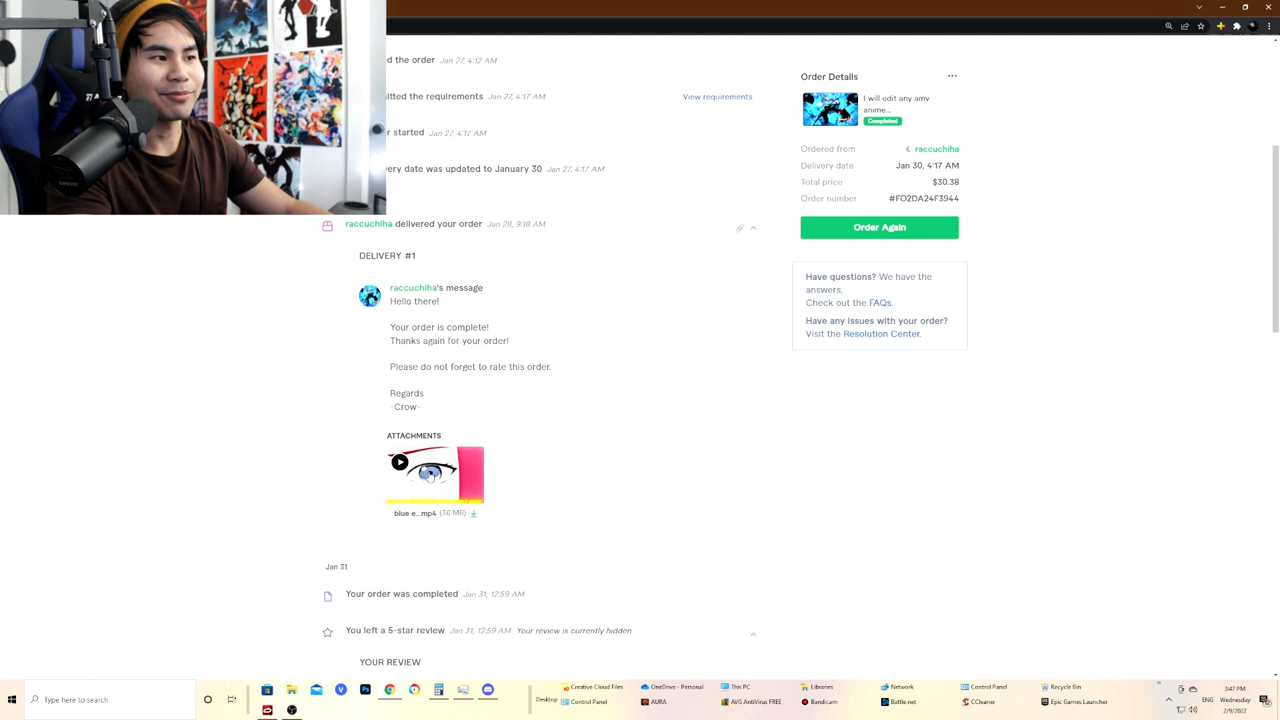 d the order Jan 27, 4:12 AM
itted the requirements Jan 27, 4:17 AM
View requirements
r started Jan 27, 4:17 AM
ery date was updated to January 30 Jan 27, 4:17 AM
raccuchiha delivered your order Jan 28, 9:18 AM
DELIVERY #1
raccuchiha's message
Hello there!
Your order is complete!
Thanks again for your order!
Please do not forget to rate this order.
Regards
-Crow-
ATTACHMENTS
blue e...mp4 (36 MB)
Jan 31
Your order was completed Jan 31, 12:59 AM
You left a 5-star review Jan 31, 12:59 AM Your review is currently hidden
YOUR REVIEW
Order Details
I will edit any amv
anime...
Completed
Ordered from raccuchiha
Delivery date Jan 30, 4:17 AM
Total price $30.38
Order number #FO2DA24F3944
Order Again
Have questions? We have the
answers.
Check out the FAQs.
Have any issues with your order?
Visit the Resolution Center.
Type here to search
Desktop
Creative Cloud Files
OneDrive - Personal
This PC
Libraries
Network
Control Panel
Recycle Bin
Control Panel
AURA
AVG AntiVirus FREE
Bandicam
Battle.net
CCleaner
Epic Games Launcher
ENG
3:47 PM
Wednesday
2/9/2022